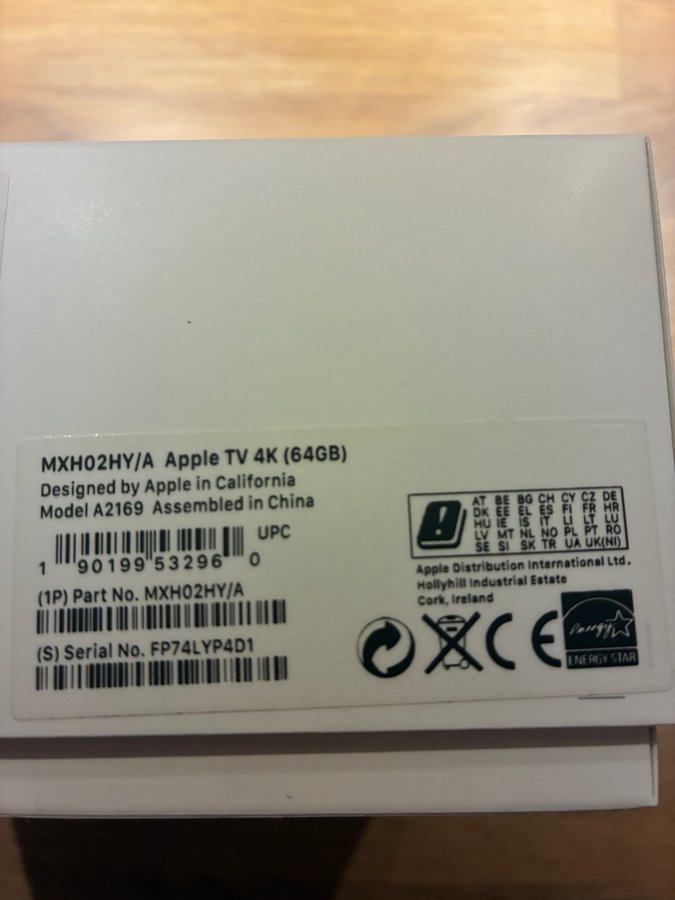 MXH02HY/A Apple TV 4K (64GB)
Designed by Apple in California
Model A2169 Assembled in China
UPC
1 90199 53296 0
(1P) Part No. MXH02HY/A
(S) Serial No. FP74LYP4D1
AT BE BG CH CY CZ DE
DK EE EL ES FI FR HR
HU IE IS IT LI LT LU
LV MT NL NO PL PT RO
SE SI SK TR UA UK(NI)
Apple Distribution International Ltd.
Hollyhill Industrial Estate
Cork, Ireland
CE
energy
ENERGY STAR